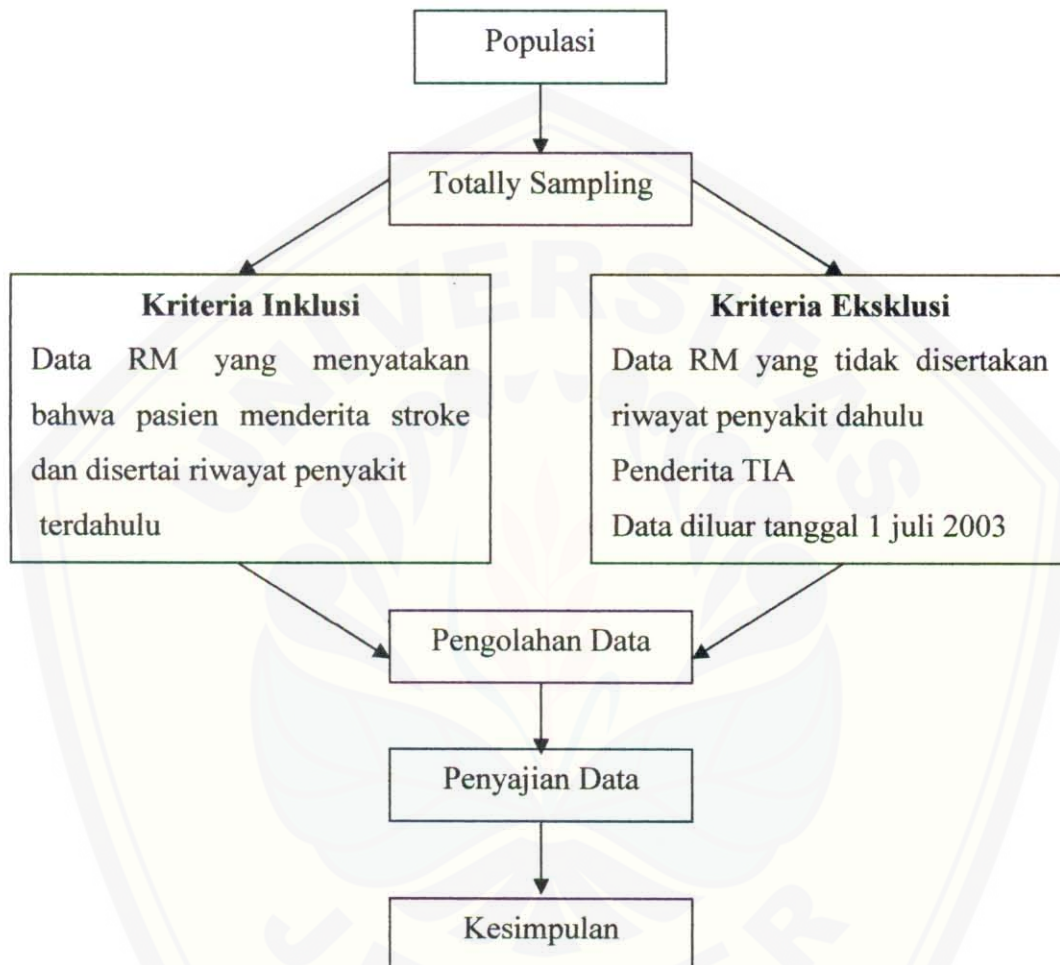 Populasi
Totally Sampling
Kriteria Inklusi
Data RM yang menyatakan
bahwa pasien menderita stroke
dan disertai riwayat penyakit
terdahulu
Kriteria Eksklusi
Data RM yang tidak disertakan
riwayat penyakit dahulu
Penderita TIA
Data diluar tanggal 1 juli 2003
Pengolahan Data
Penyajian Data
Kesimpulan
UNIVERSITAS
JEMBER